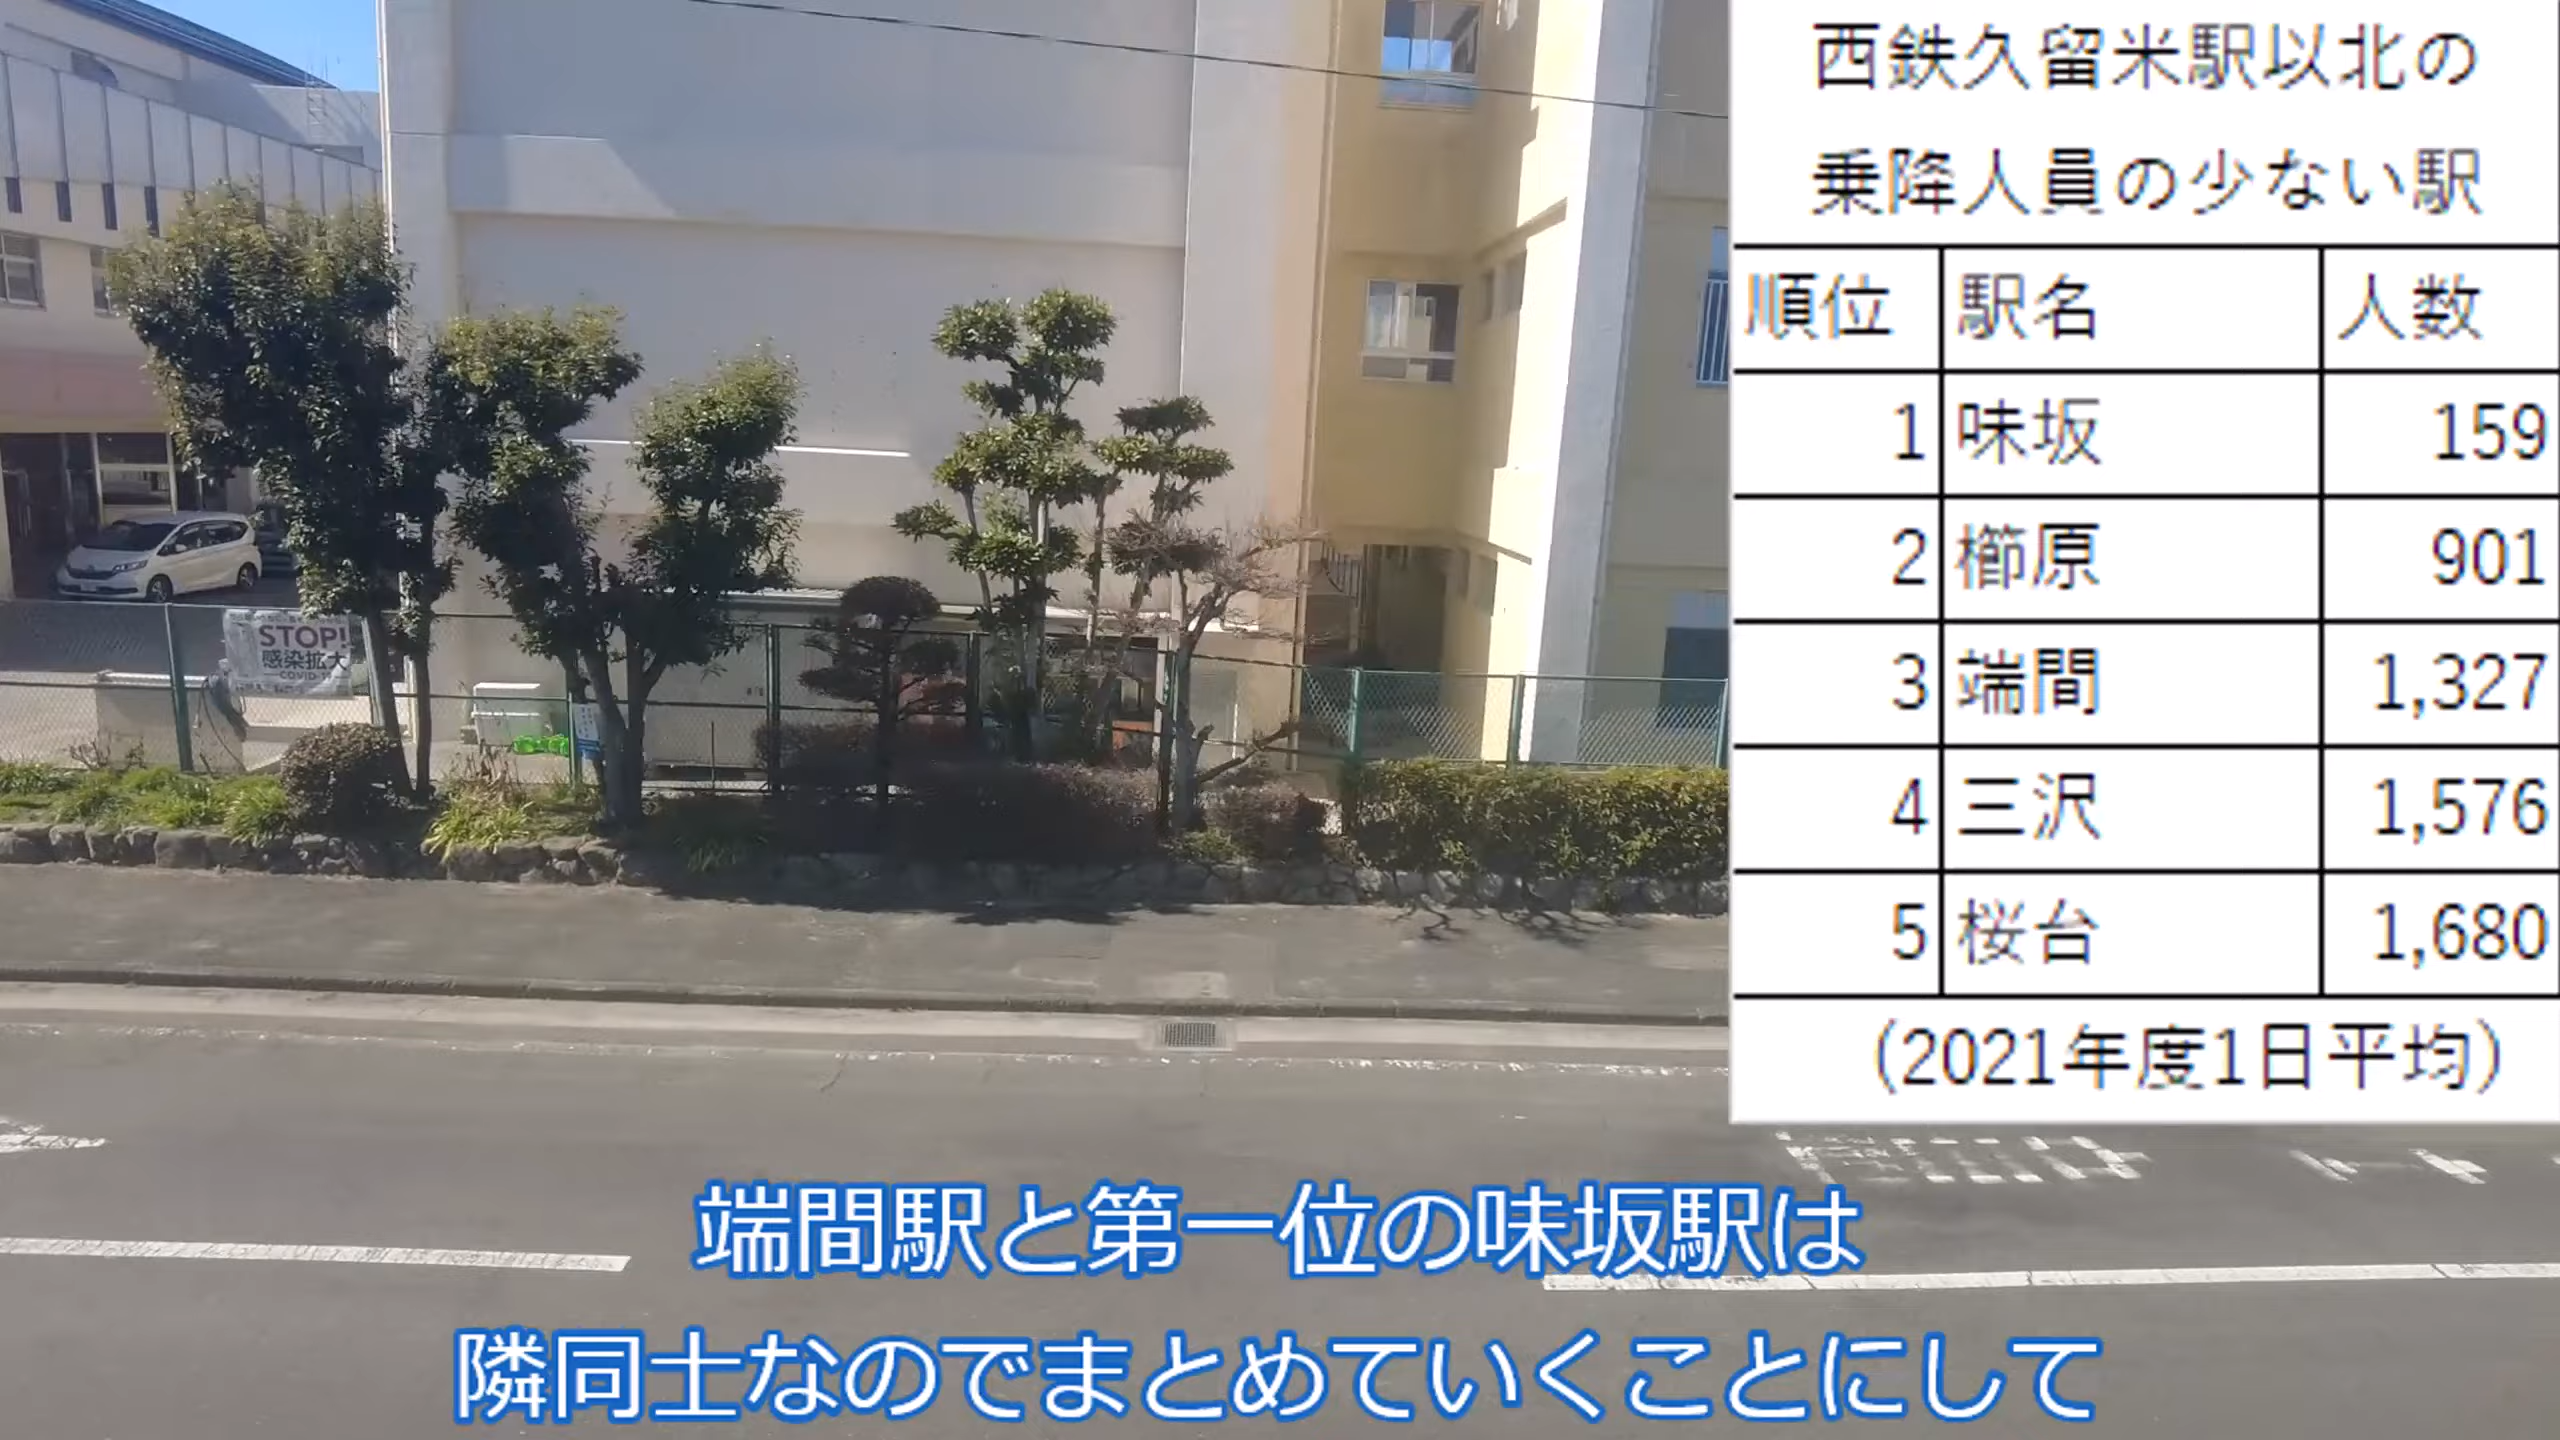 西鉄久留米駅以北の
乗降人員の少ない駅
順位 駅名 人数
1 味坂 159
2 櫛原 901
3 端間 1,327
4 三沢 1,576
5 桜台 1,680
（2021年度1日平均）
STOP!
感染拡大
COVID-19
端間駅と第一位の味坂駅は
隣同士なのでまとめていくことにして